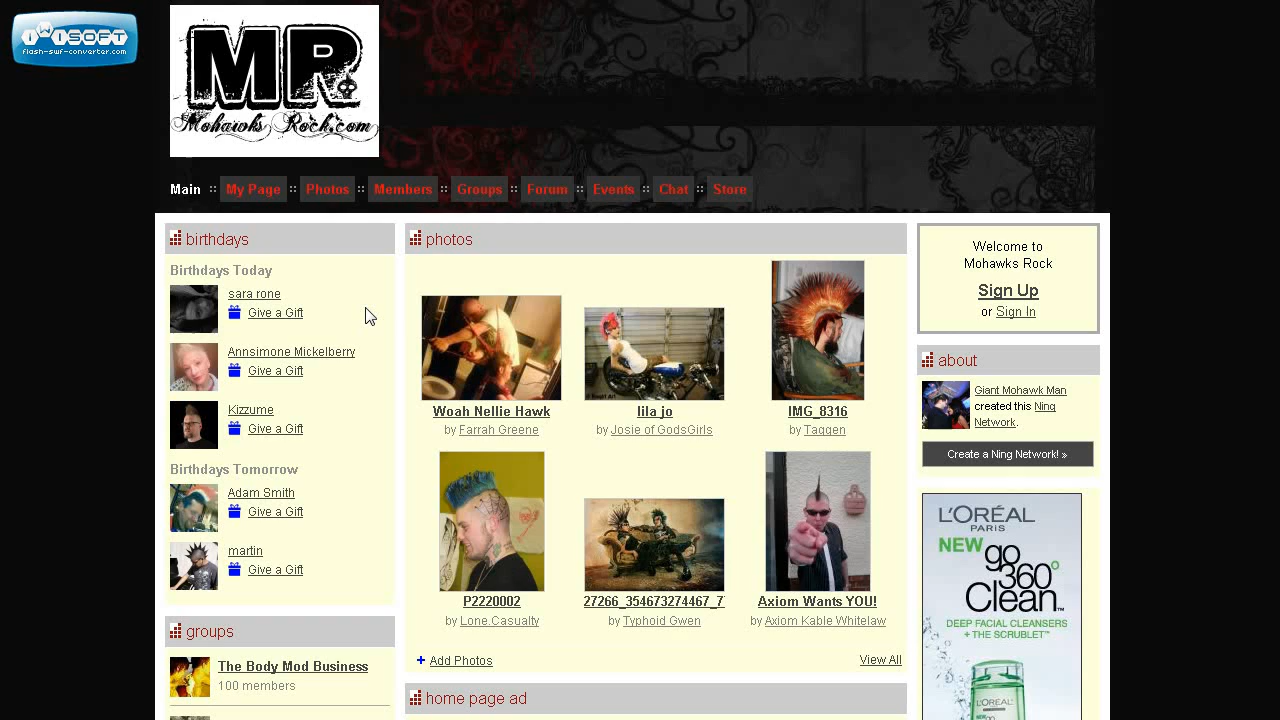 iWiSOFT
flash-swf-converter.com
MR
Mohawks Rock.com
Main
My Page
Photos
Members
Groups
Forum
Events
Chat
Store
birthdays
Birthdays Today
sara rone
Give a Gift
Annsimone Mickelberry
Give a Gift
Kizzume
Give a Gift
Birthdays Tomorrow
Adam Smith
Give a Gift
martin
Give a Gift
groups
The Body Mod Business
100 members
photos
Woah Nellie Hawk
by Farrah Greene
lila jo
by Josie of GodsGirls
IMG_8316
by Taggen
P2220002
by Lone.Casualty
27266_354673274467_7
by Typhoid Gwen
Axiom Wants YOU!
by Axiom Kable Whitelaw
Add Photos
View All
home page ad
Welcome to
Mohawks Rock
Sign Up
or Sign In
about
Giant Mohawk Man
created this Ning
Network.
Create a Ning Network! »
L'ORÉAL
PARIS
NEW go
360°
Clean™
DEEP FACIAL CLEANSERS
+ THE SCRUBLET™
L'ORÉAL